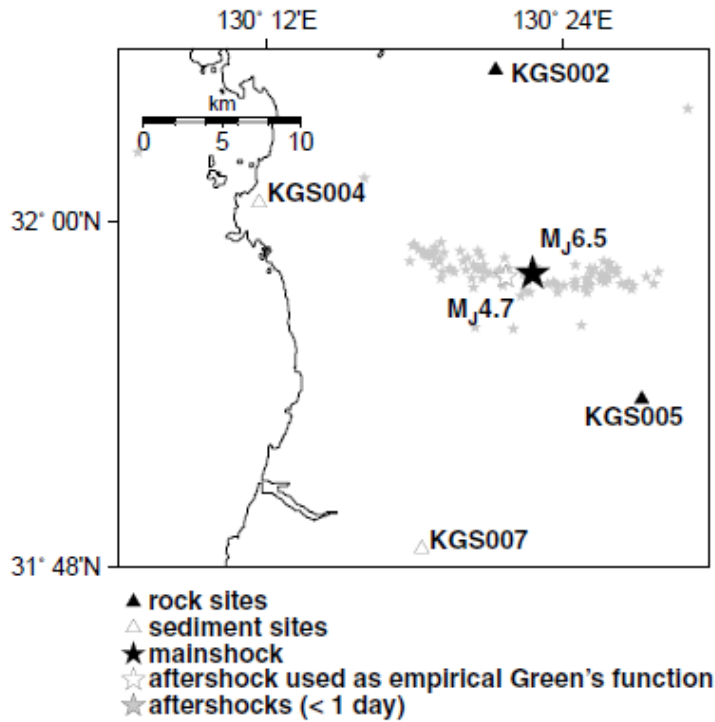 130° 12'E 130° 24'E
KGS002
km
0 5 10
KGS004
32° 00'N
MJ6.5
MJ4.7
KGS005
KGS007
31° 48'N
rock sites
sediment sites
mainshock
aftershock used as empirical Green's function
aftershocks (< 1 day)